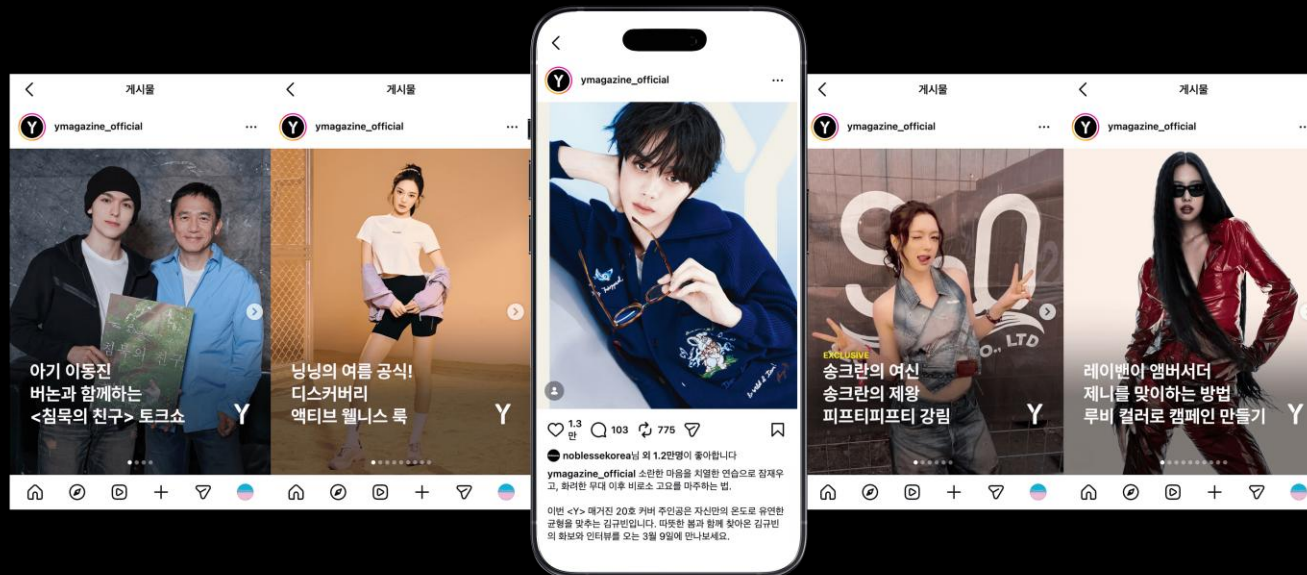 게시물
Y ymagazine_official ...
침묵의 친구
아기 이동진
버논과 함께하는
<침묵의 친구> 토크쇼
Y
게시물
Y ymagazine_official ...
닝닝의 여름 공식!
디스커버리
액티브 웰니스 룩
Y
Y ymagazine_official ...
1.3만 103 775
noblessekorea님 외 1.2만명이 좋아합니다
ymagazine_official 소란한 마음을 치열한 연습으로 잠재우
고, 화려한 무대 이후 비로소 고요를 마주하는 법.
이번 <Y> 매거진 20호 커버 주인공은 자신만의 온도로 유연한
균형을 맞추는 김규빈입니다. 따뜻한 봄과 함께 찾아온 김규빈
의 화보와 인터뷰를 오는 3월 9일에 만나보세요.
게시물
Y ymagazine_official ...
O., LTD
EXCLUSIVE
송크란의 여신
송크란의 제왕
피프티피프티 강림
Y
게시물
Y ymagazine_official ...
레이밴이 앰버서더
제니를 맞이하는 방법
루비 컬러로 캠페인 만들기
Y